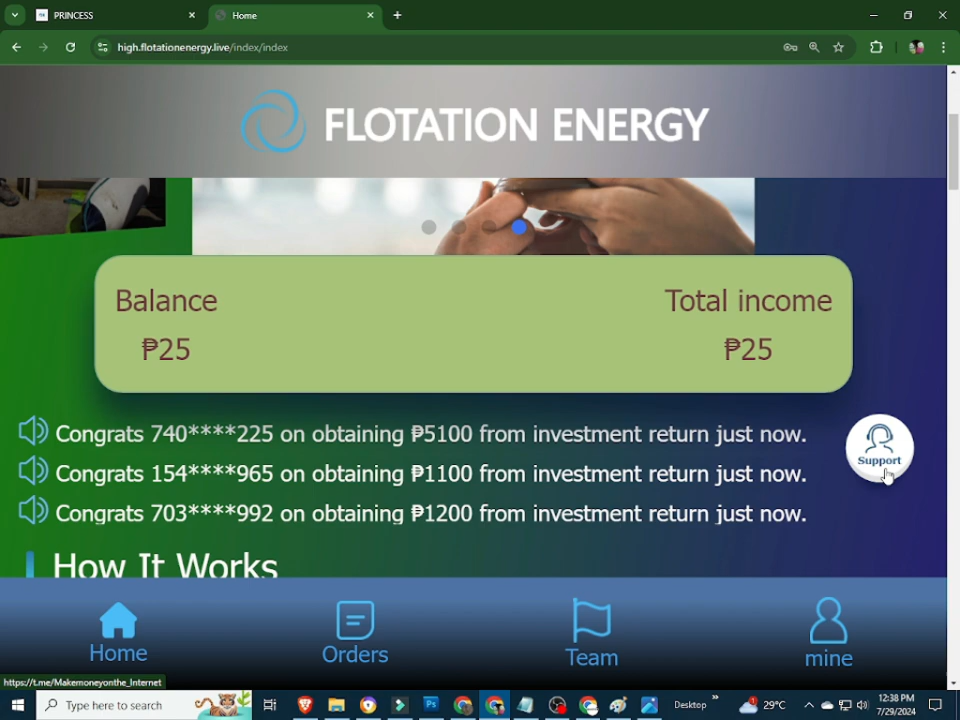 PRINCESS
Home
high.flotationenergy.live/index/index
FLOTATION ENERGY
Balance
Total income
₱25
₱25
Congrats 740****225 on obtaining ₱5100 from investment return just now.
Congrats 154****965 on obtaining ₱1100 from investment return just now.
Support
Congrats 703****992 on obtaining ₱1200 from investment return just now.
How It Works
Home
Orders
Team
mine
https://t.me/Makemoneyonthe_Internet
Type here to search
Desktop
29°C
12:38 PM
7/29/2024